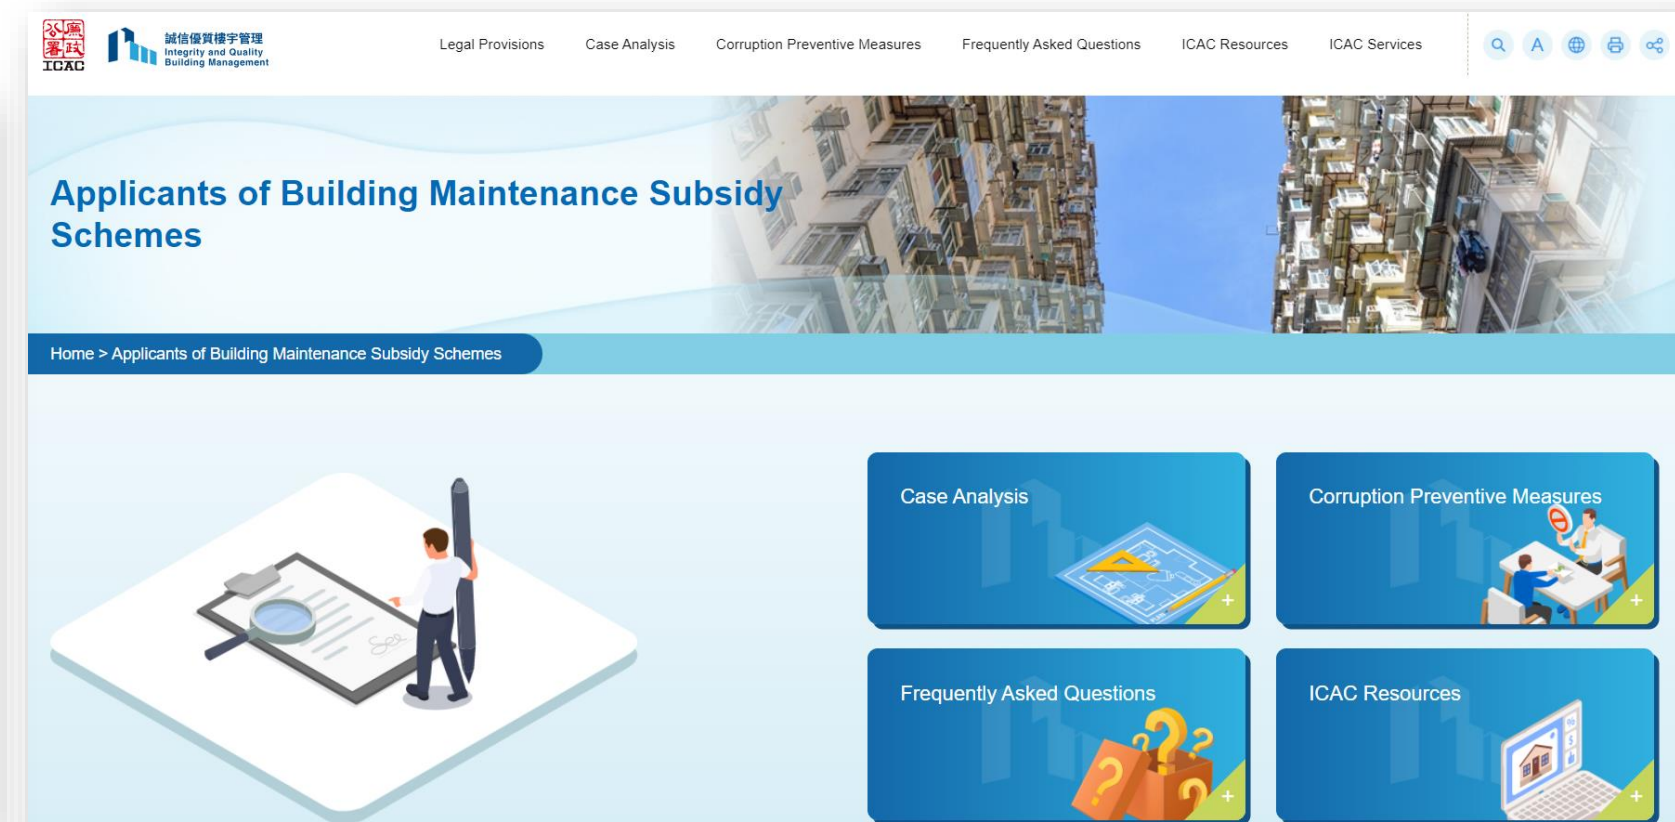 公廉
署政
ICAC
誠信優質樓宇管理
Integrity and Quality
Building Management
Legal Provisions
Case Analysis
Corruption Preventive Measures
Frequently Asked Questions
ICAC Resources
ICAC Services
A
Applicants of Building Maintenance Subsidy
Schemes
Home > Applicants of Building Maintenance Subsidy Schemes
Case Analysis
Corruption Preventive Measures
Frequently Asked Questions
ICAC Resources